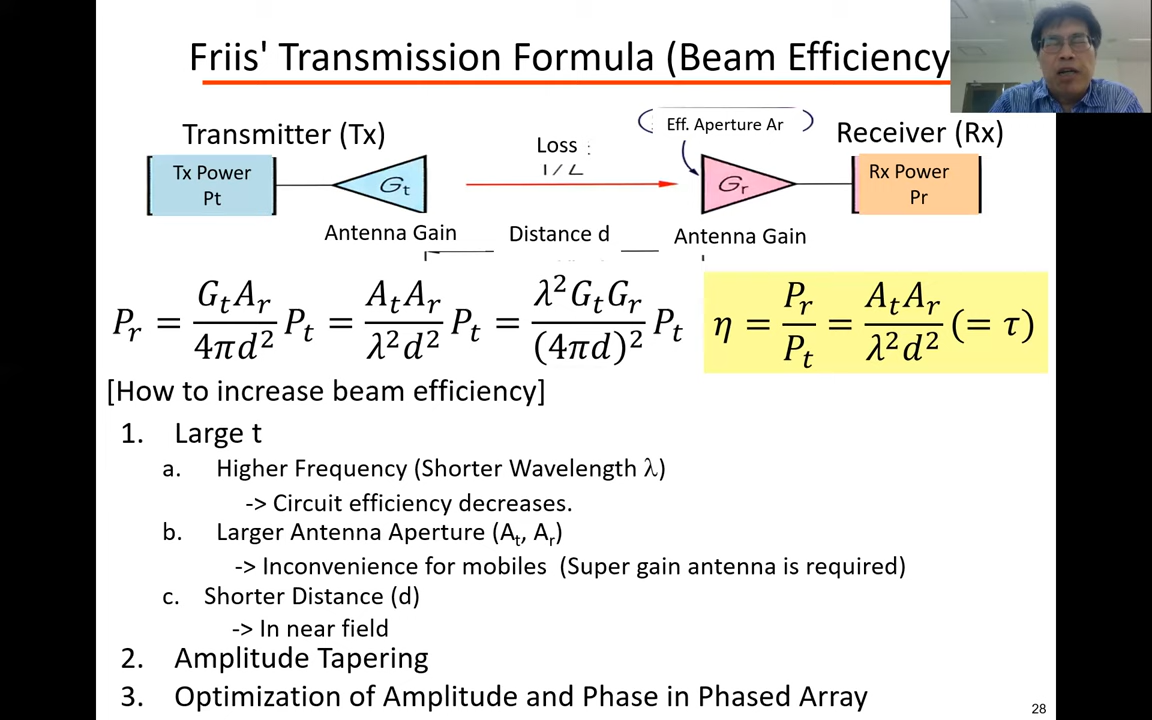 Friis' Transmission Formula (Beam Efficiency
Transmitter (Tx)
Loss :
1/L
Eff. Aperture Ar
Receiver (Rx)
Tx Power
Pt
Gt
Gr
Rx Power
Pr
Antenna Gain
Distance d
Antenna Gain
P_r = G_t A_r / 4πd² P_t = A_t A_r / λ²d² P_t = λ² G_t G_r / (4πd)² P_t
η = P_r / P_t = A_t A_r / λ²d² (= τ)
[How to increase beam efficiency]
1. Large t
a. Higher Frequency (Shorter Wavelength λ)
-> Circuit efficiency decreases.
b. Larger Antenna Aperture (At, Ar)
-> Inconvenience for mobiles (Super gain antenna is required)
c. Shorter Distance (d)
-> In near field
2. Amplitude Tapering
3. Optimization of Amplitude and Phase in Phased Array
28